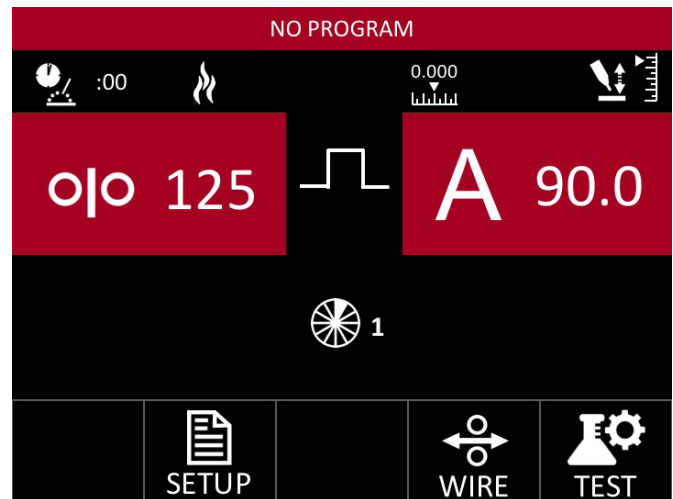 NO PROGRAM
:00
0.000
125
A 90.0
1
SETUP
WIRE
TEST